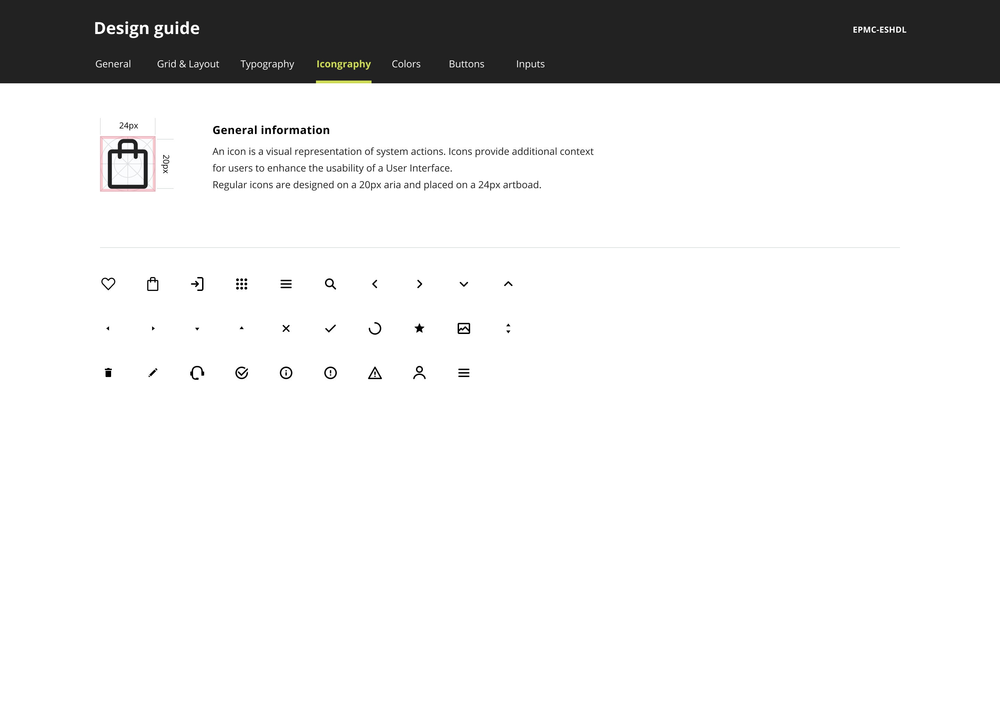 Design guide
EPMC-ESHDL
General
Grid & Layout
Typography
Icongraphy
Colors
Buttons
Inputs
24px
20px
General information
An icon is a visual representation of system actions. Icons provide additional context
for users to enhance the usability of a User Interface.
Regular icons are designed on a 20px aria and placed on a 24px artboad.